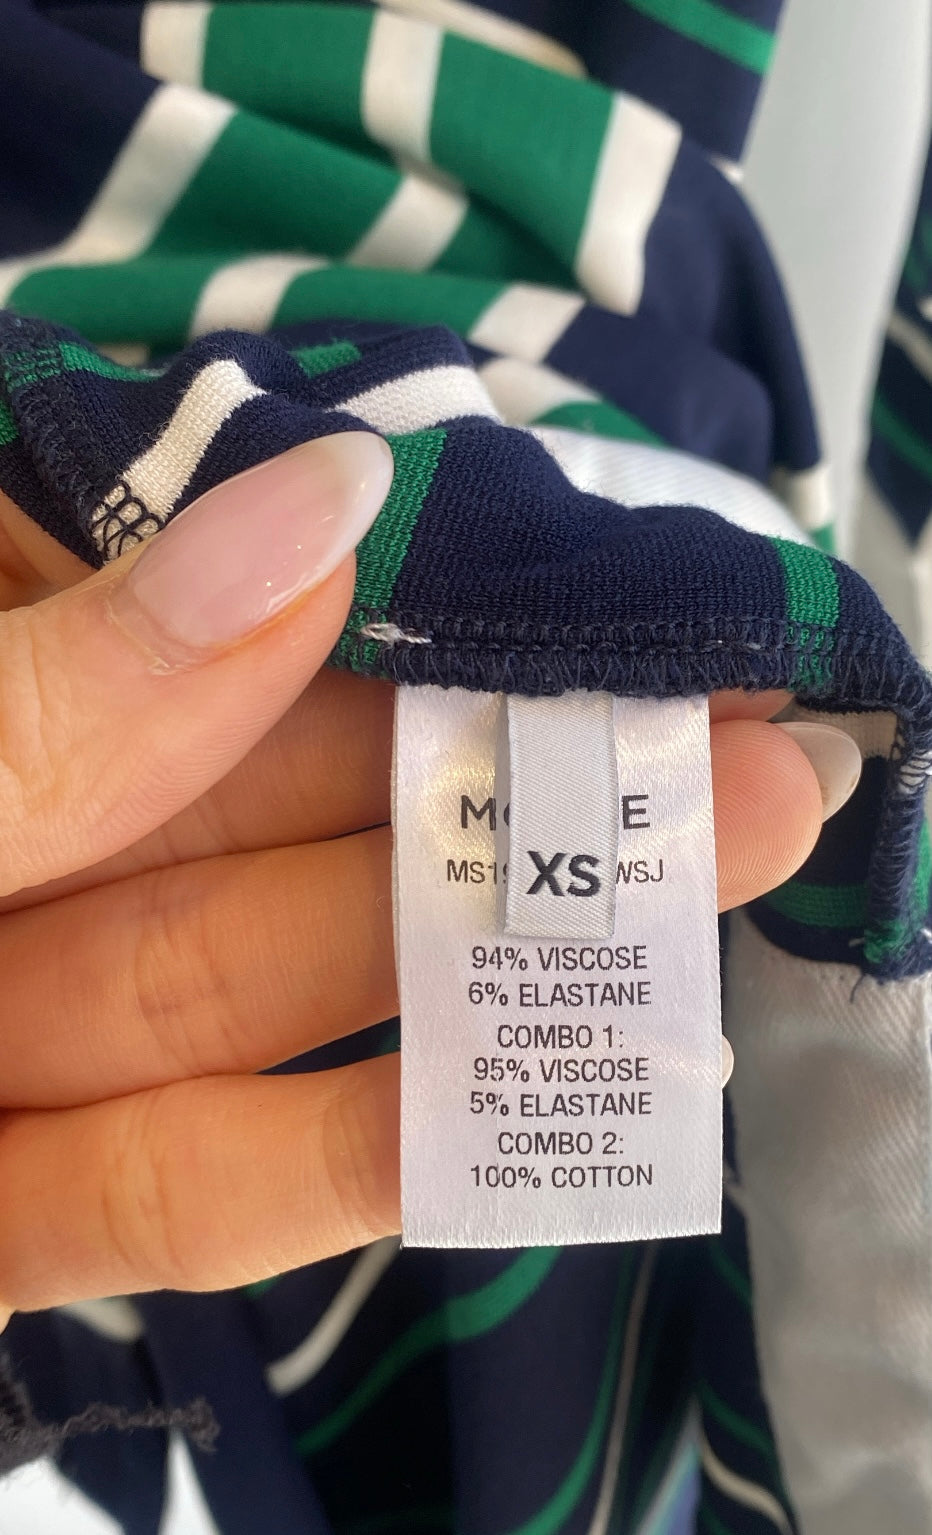 XS
94% VISCOSE
6% ELASTANE
COMBO 1:
95% VISCOSE
5% ELASTANE
COMBO 2:
100% COTTON